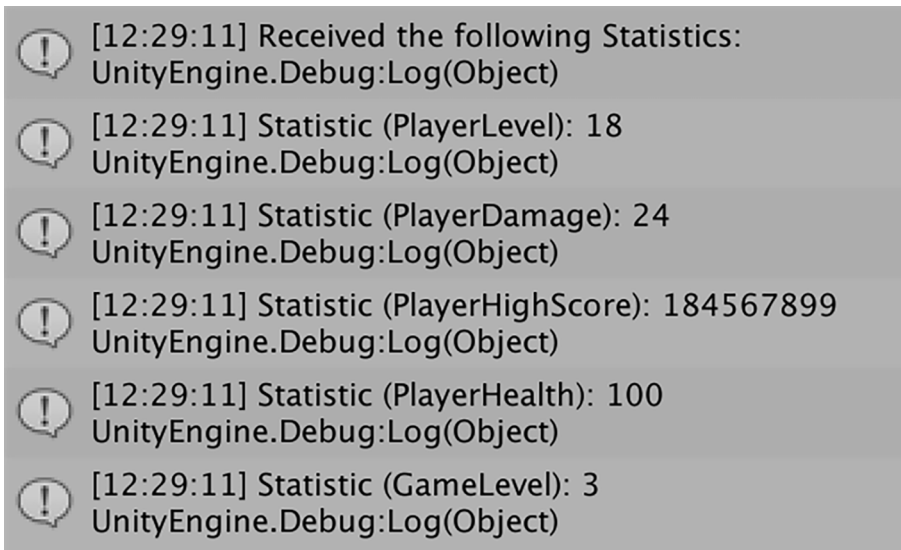 [12:29:11] Received the following Statistics:
UnityEngine.Debug:Log(Object)
[12:29:11] Statistic (PlayerLevel): 18
UnityEngine.Debug:Log(Object)
[12:29:11] Statistic (PlayerDamage): 24
UnityEngine.Debug:Log(Object)
[12:29:11] Statistic (PlayerHighScore): 184567899
UnityEngine.Debug:Log(Object)
[12:29:11] Statistic (PlayerHealth): 100
UnityEngine.Debug:Log(Object)
[12:29:11] Statistic (GameLevel): 3
UnityEngine.Debug:Log(Object)